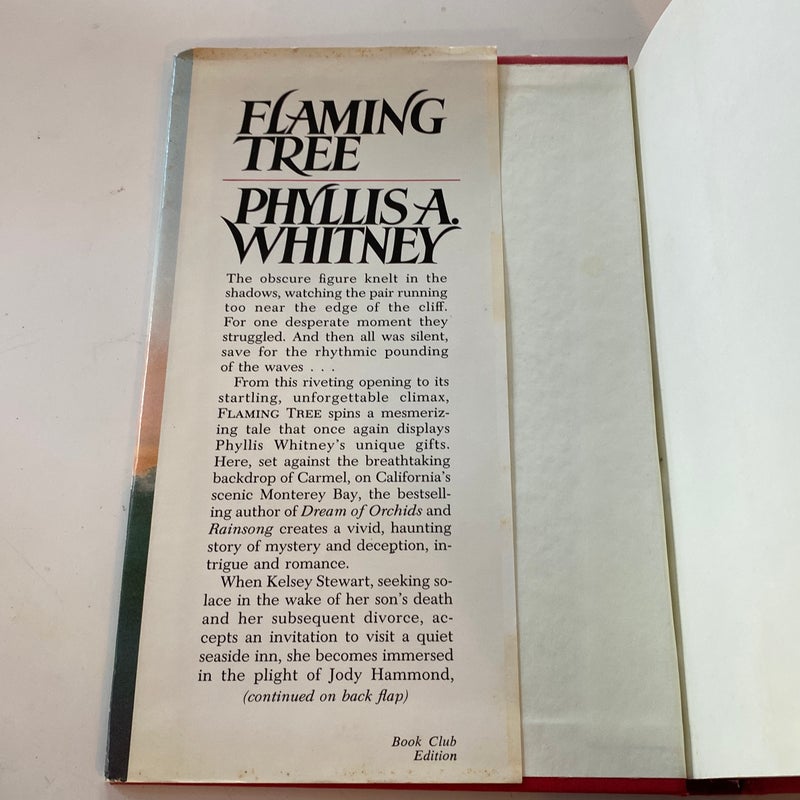 FLAMING
TREE
PHYLLIS A.
WHITNEY
The obscure figure knelt in the
shadows, watching the pair running
too near the edge of the cliff.
For one desperate moment they
struggled. And then all was silent,
save for the rhythmic pounding
of the waves . . .
From this riveting opening to its
startling, unforgettable climax,
FLAMING TREE spins a mesmeriz-
ing tale that once again displays
Phyllis Whitney's unique gifts.
Here, set against the breathtaking
backdrop of Carmel, on California's
scenic Monterey Bay, the bestsell-
ing author of Dream of Orchids and
Rainsong creates a vivid, haunting
story of mystery and deception, in-
trigue and romance.
When Kelsey Stewart, seeking so-
lace in the wake of her son's death
and her subsequent divorce, ac-
cepts an invitation to visit a quiet
seaside inn, she becomes immersed
in the plight of Jody Hammond,
(continued on back flap)
Book Club
Edition